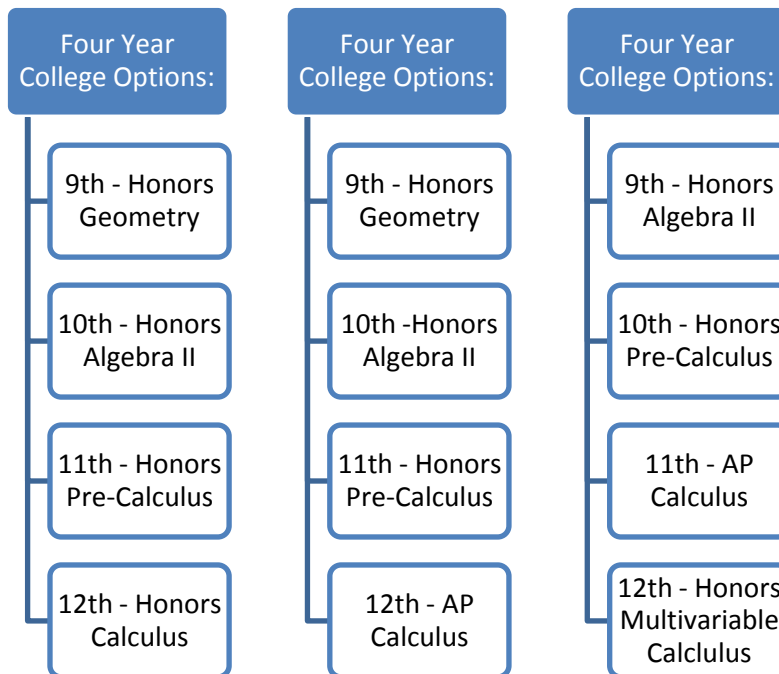 Four Year
College Options:
9th - Honors
Geometry
10th - Honors
Algebra II
11th - Honors
Pre-Calculus
12th - Honors
Calculus
Four Year
College Options:
9th - Honors
Geometry
10th -Honors
Algebra II
11th - Honors
Pre-Calculus
12th - AP
Calculus
Four Year
College Options:
9th - Honors
Algebra II
10th - Honors
Pre-Calculus
11th - AP
Calculus
12th - Honors
Multivariable
Calclulus